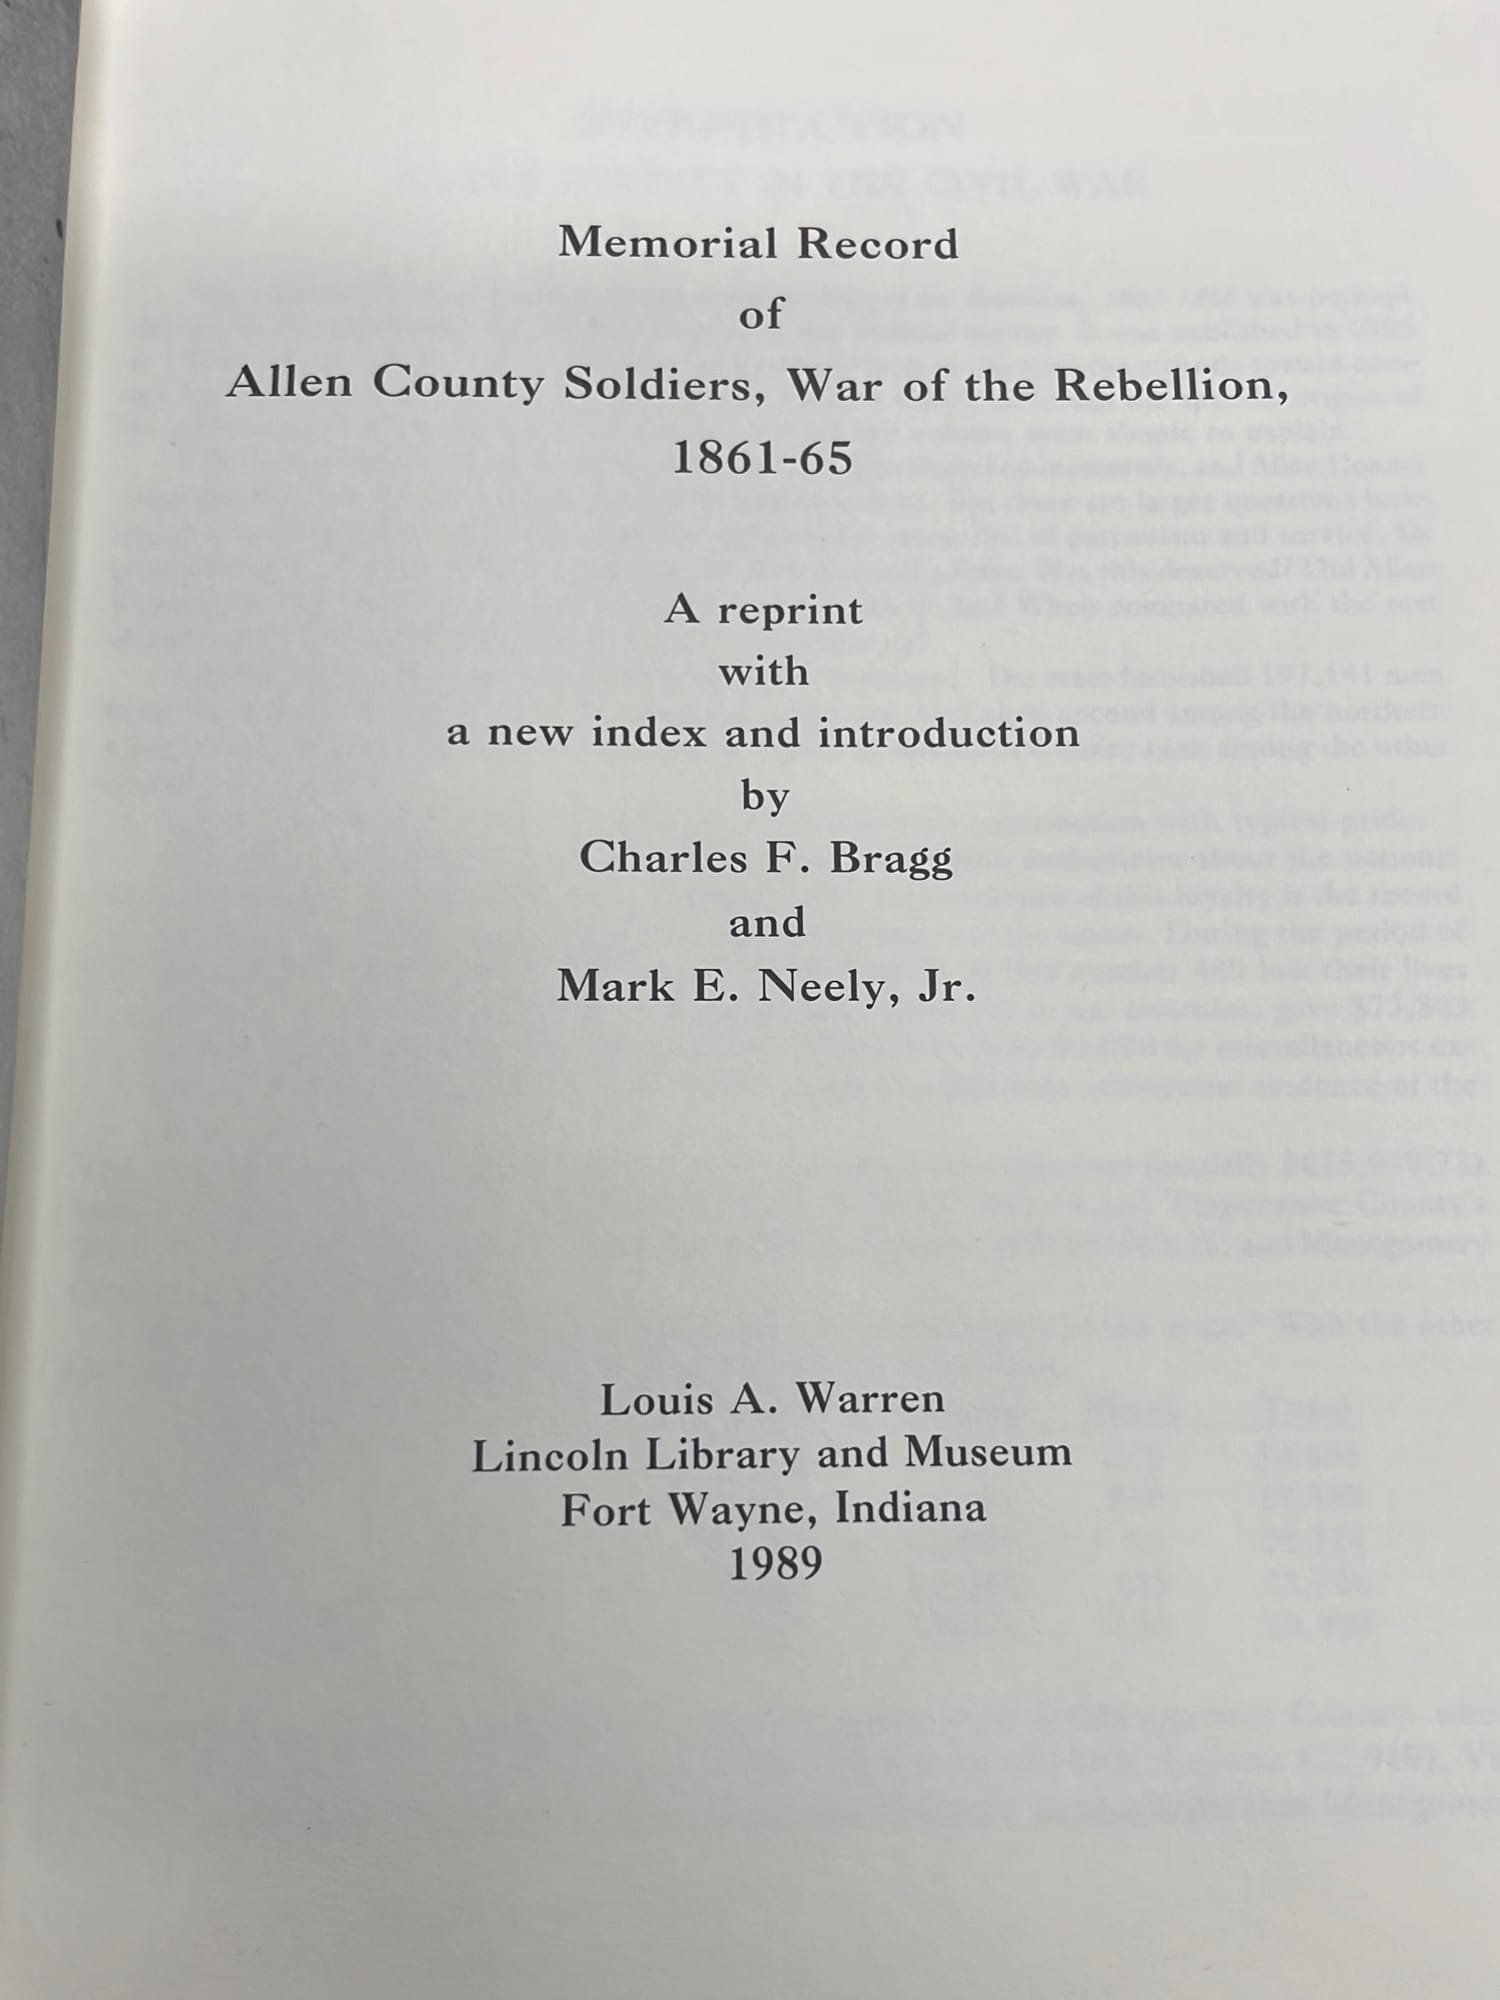 Memorial Record
of
Allen County Soldiers, War of the Rebellion,
1861-65
A reprint
with
a new index and introduction
by
Charles F. Bragg
and
Mark E. Neely, Jr.
Louis A. Warren
Lincoln Library and Museum
Fort Wayne, Indiana
1989